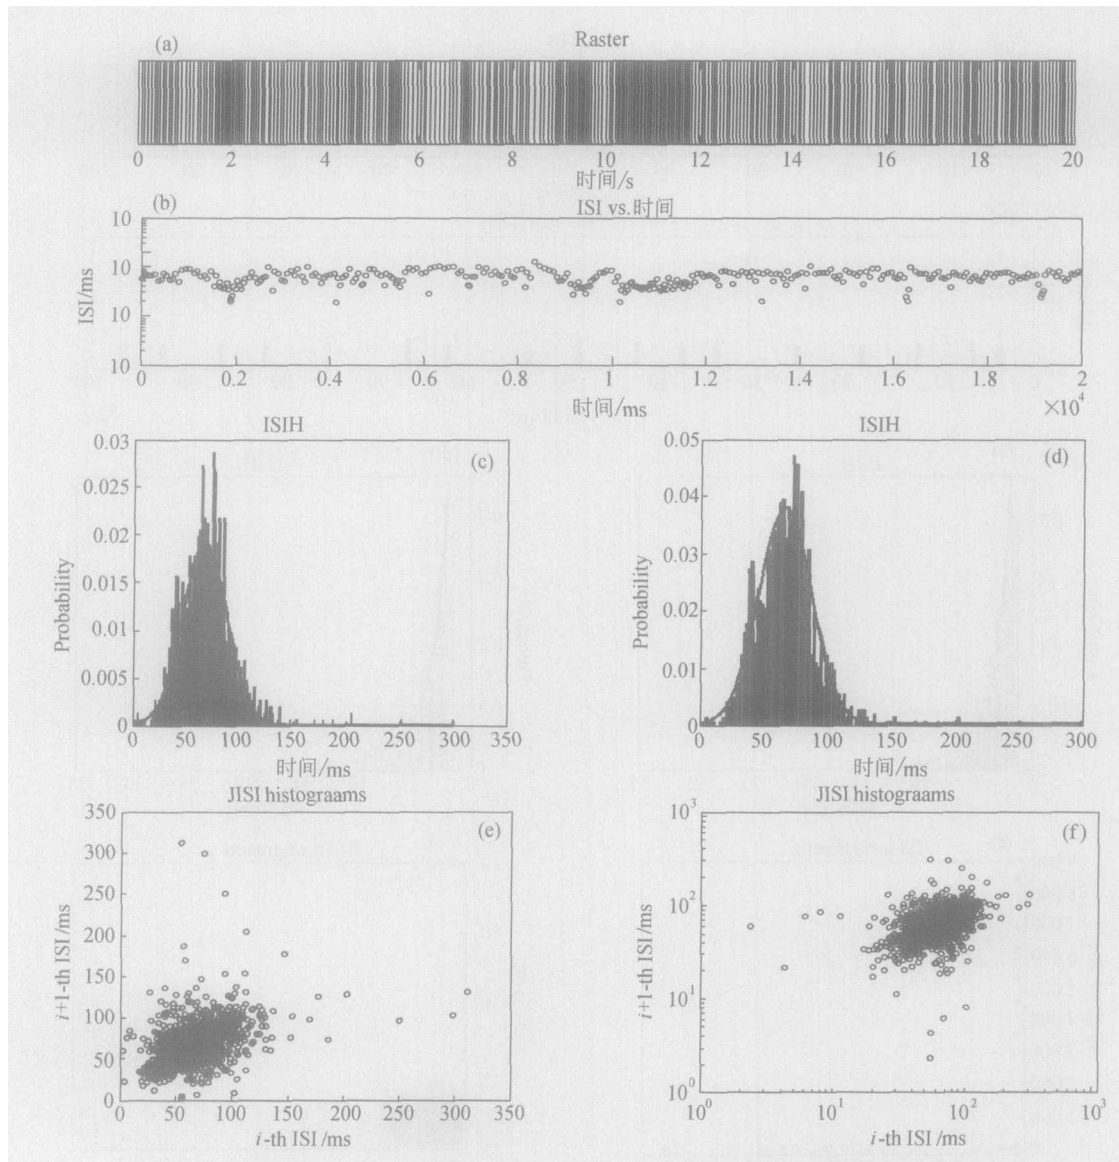 (a)
Raster
0 2 4 6 8 10 12 14 16 18 20
时间/s
(b)
ISI vs.时间
ISI/ms
10
10
10
10
0 0.2 0.4 0.6 0.8 1 1.2 1.4 1.6 1.8 2
时间/ms
×10⁴
ISIH
(c)
Probability
0.03
0.025
0.02
0.015
0.01
0.005
0
0 50 100 150 200 250 300 350
时间/ms
ISIH
(d)
Probability
0.05
0.04
0.03
0.02
0.01
0
0 50 100 150 200 250 300
时间/ms
JISI histograams
(e)
i+1-th ISI /ms
350
300
250
200
150
100
50
0
0 50 100 150 200 250 300 350
i-th ISI /ms
JISI histograams
(f)
i+1-th ISI /ms
10³
10²
10¹
10⁰
10⁰ 10¹ 10² 10³
i-th ISI /ms